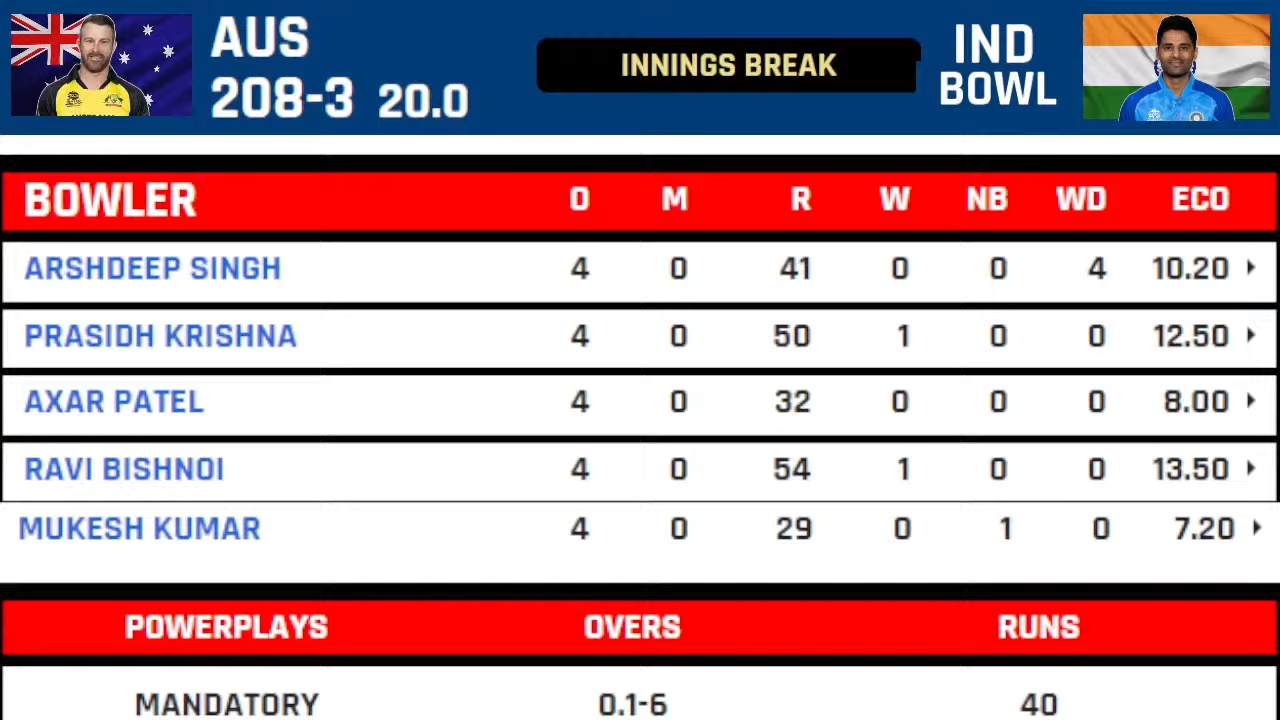 AUS
208-3 20.0
INNINGS BREAK
IND
BOWL
BOWLER O M R W NB WD ECO
ARSHDEEP SINGH 4 0 41 0 0 4 10.20
PRASIDH KRISHNA 4 0 50 1 0 0 12.50
AXAR PATEL 4 0 32 0 0 0 8.00
RAVI BISHNOI 4 0 54 1 0 0 13.50
MUKESH KUMAR 4 0 29 0 1 0 7.20
POWERPLAYS OVERS RUNS
MANDATORY 0.1-6 40